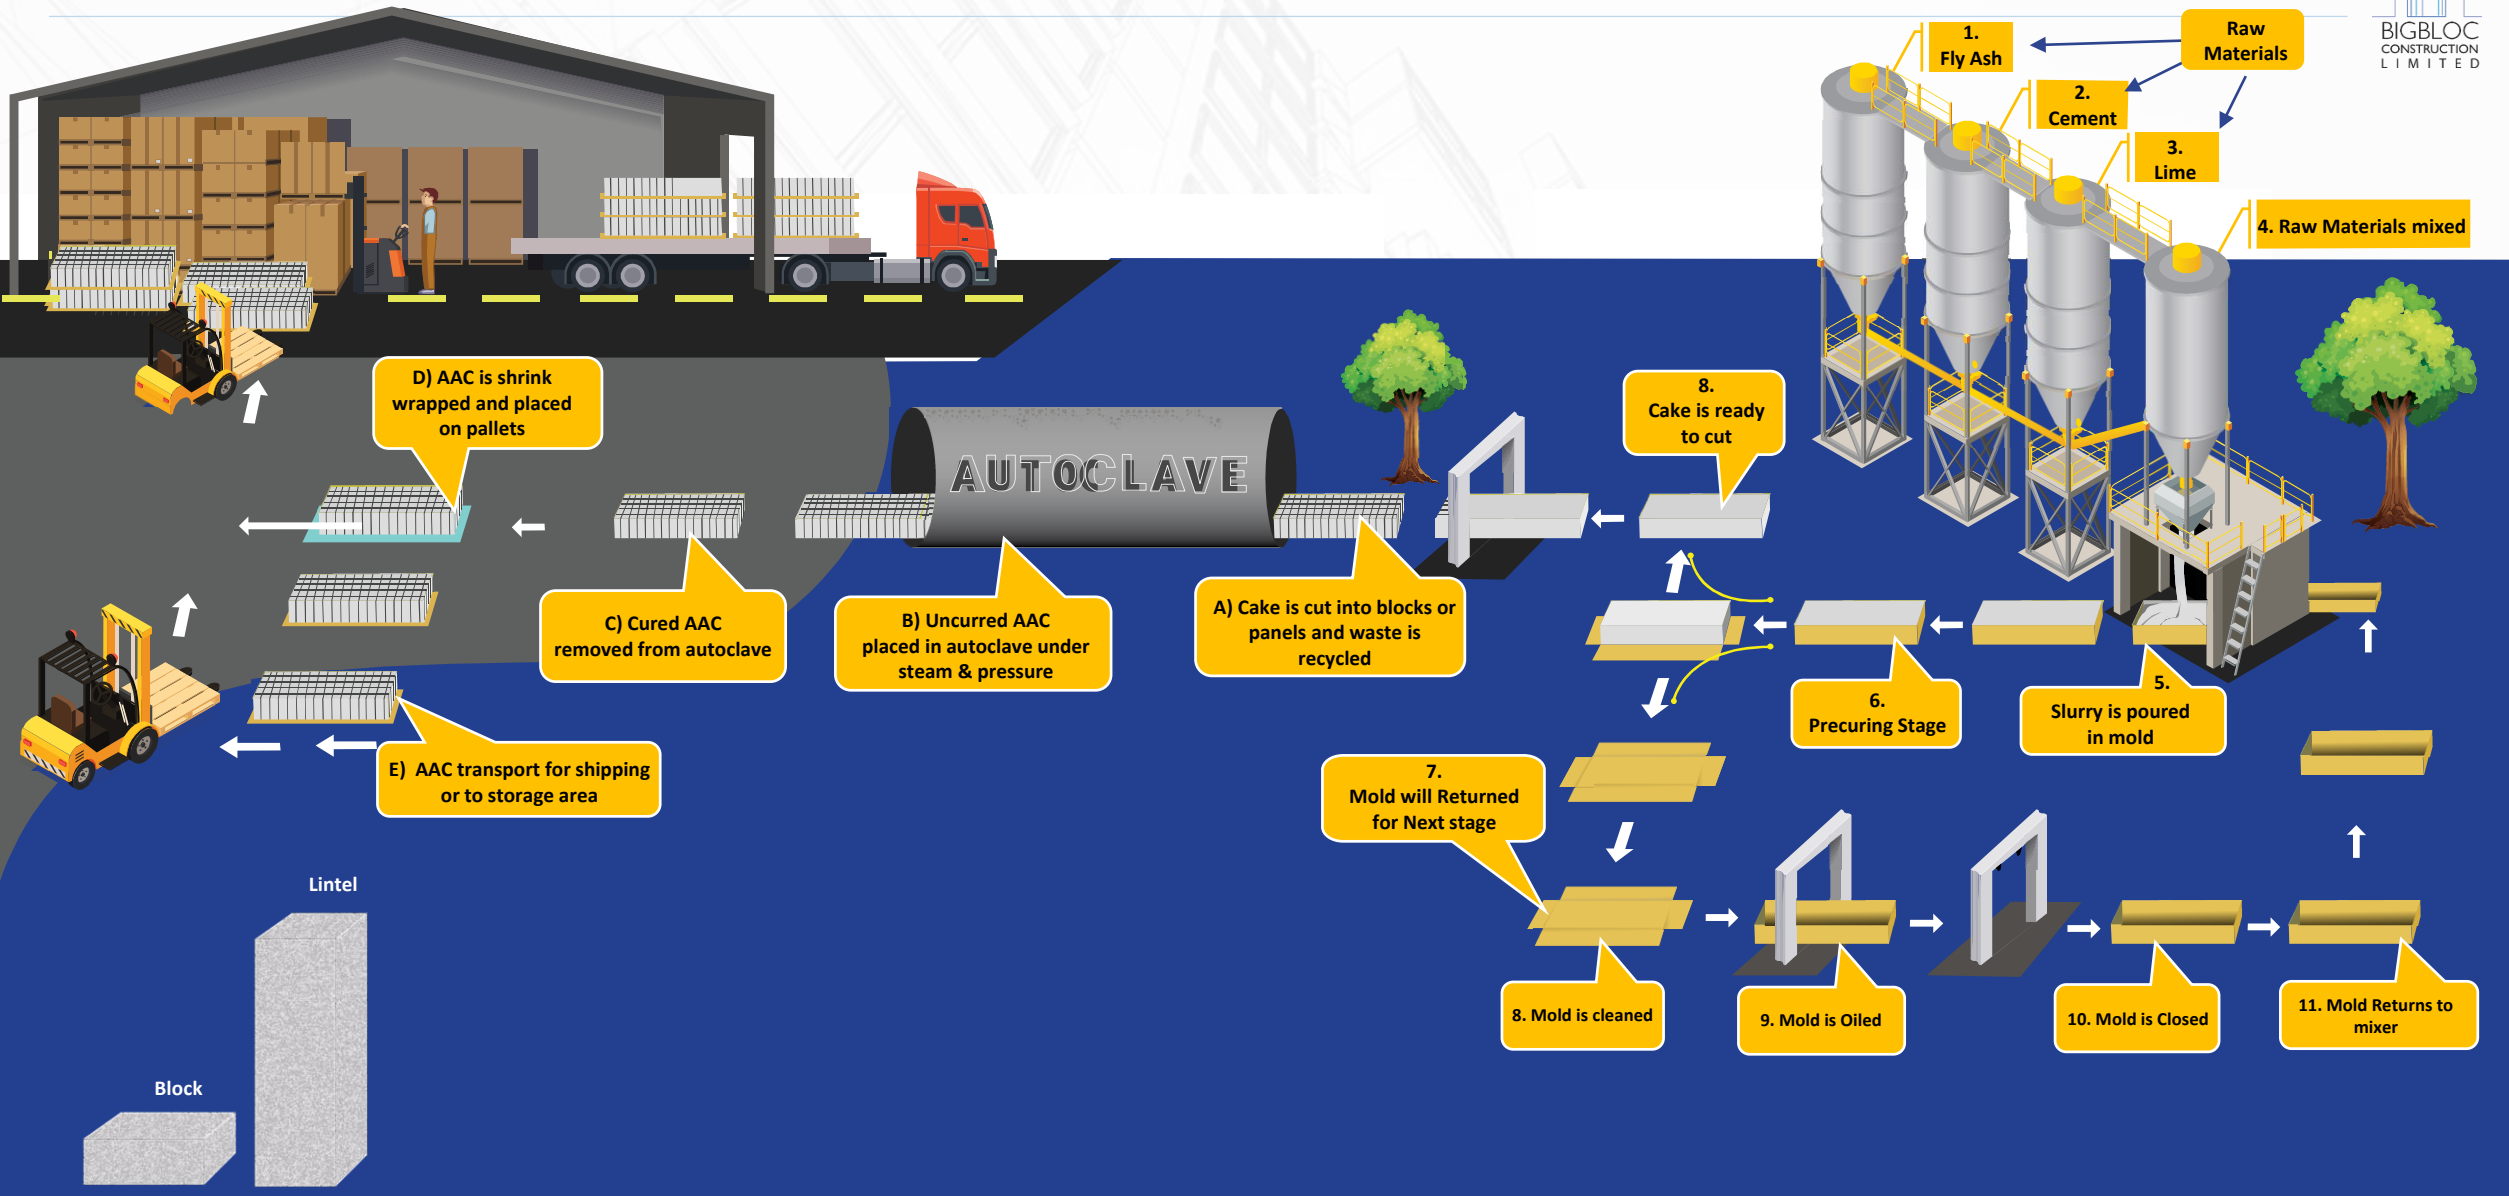 BIGBLOC
CONSTRUCTION
LIMITED
Raw
Materials
1.
Fly Ash
2.
Cement
3.
Lime
4. Raw Materials mixed
D) AAC is shrink
wrapped and placed
on pallets
8.
Cake is ready
to cut
AUTOCLAVE
C) Cured AAC
removed from autoclave
B) Uncurred AAC
placed in autoclave under
steam & pressure
A) Cake is cut into blocks or
panels and waste is
recycled
6.
Precuring Stage
5.
Slurry is poured
in mold
E) AAC transport for shipping
or to storage area
7.
Mold will Returned
for Next stage
Lintel
8. Mold is cleaned
9. Mold is Oiled
10. Mold is Closed
11. Mold Returns to
mixer
Block